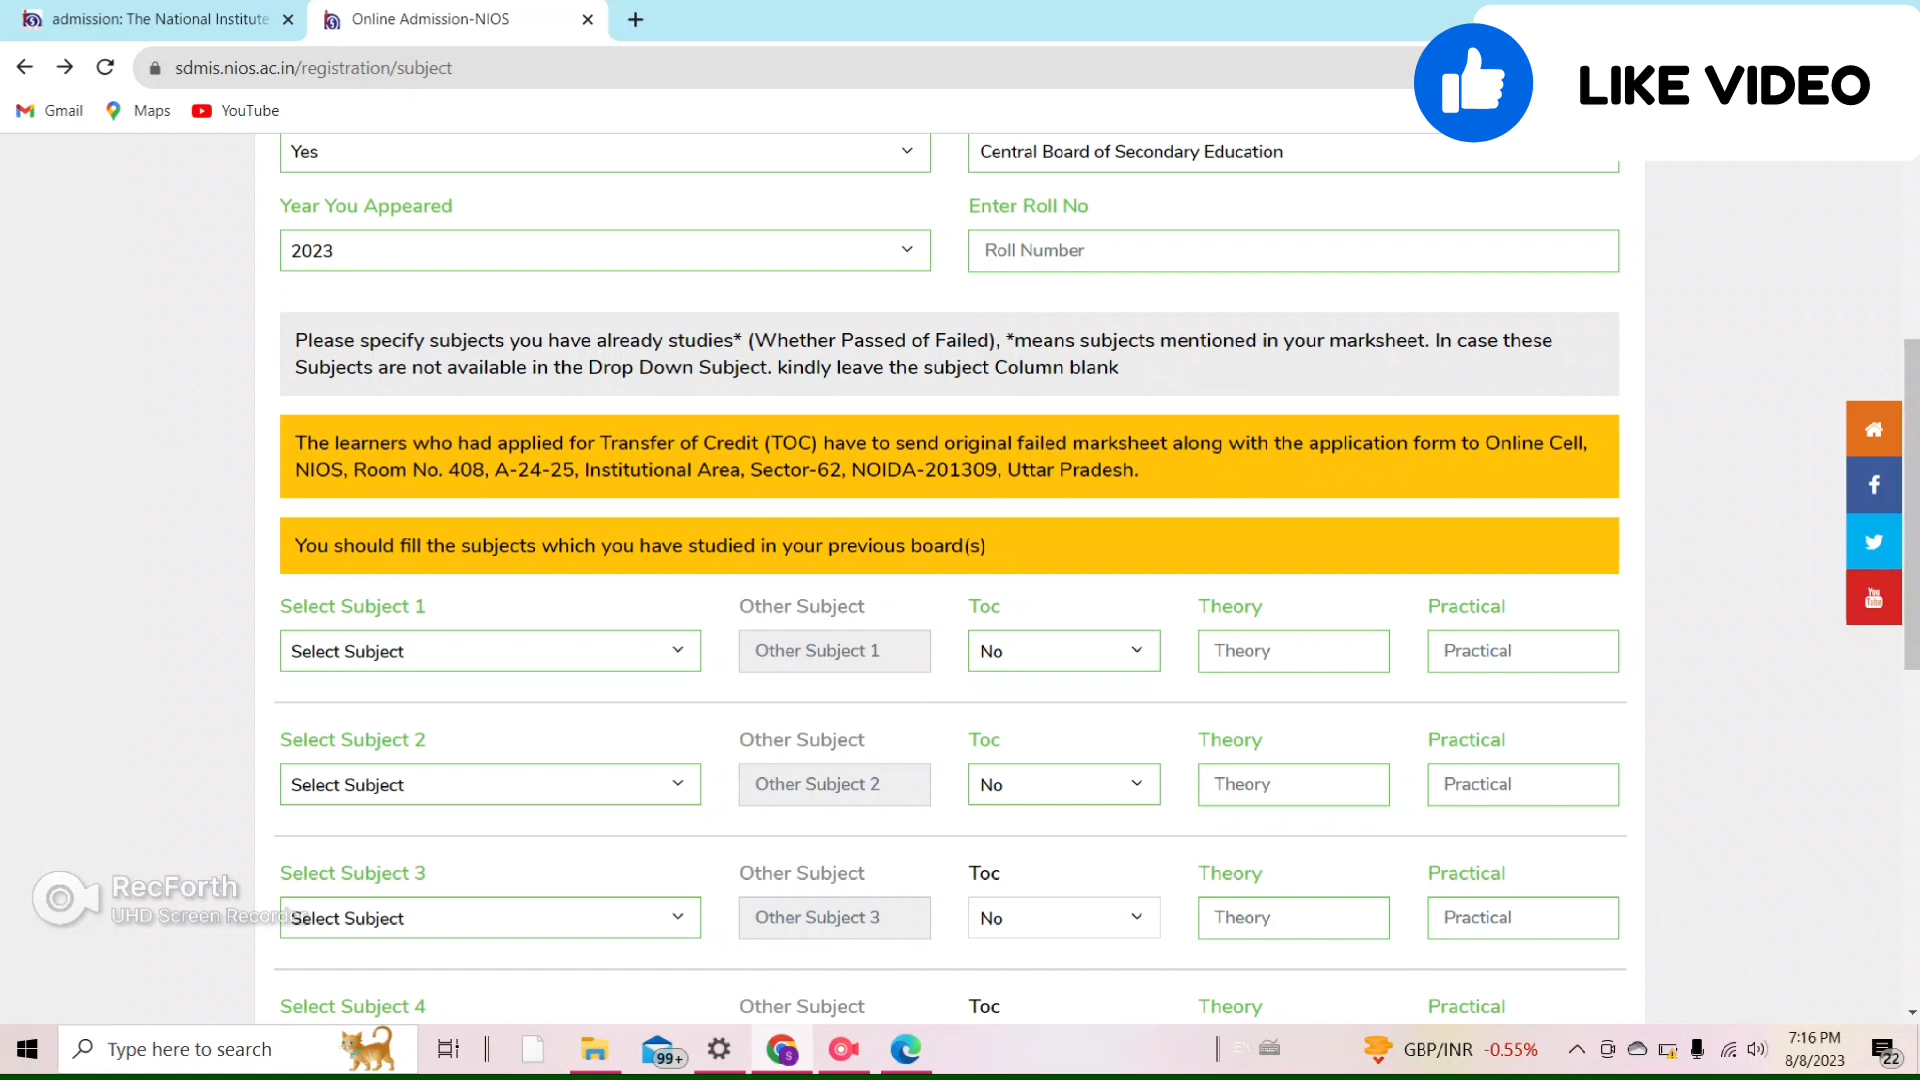 admission: The National Institute
Online Admission-NIOS
sdmis.nios.ac.in/registration/subject
LIKE VIDEO
Gmail
Maps
YouTube
Yes
Central Board of Secondary Education
Year You Appeared
Enter Roll No
2023
Roll Number
Please specify subjects you have already studies* (Whether Passed of Failed), *means subjects mentioned in your marksheet. In case these
Subjects are not available in the Drop Down Subject. kindly leave the subject Column blank
The learners who had applied for Transfer of Credit (TOC) have to send original failed marksheet along with the application form to Online Cell,
NIOS, Room No. 408, A-24-25, Institutional Area, Sector-62, NOIDA-201309, Uttar Pradesh.
You should fill the subjects which you have studied in your previous board(s)
Select Subject 1 Other Subject Toc Theory Practical
Select Subject Other Subject 1 No Theory Practical
Select Subject 2 Other Subject Toc Theory Practical
Select Subject Other Subject 2 No Theory Practical
Select Subject 3 Other Subject Toc Theory Practical
Select Subject Other Subject 3 No Theory Practical
RecForth
UHD Screen
Select Subject 4 Other Subject Toc Theory Practical
You Tube
Type here to search
99+
S
GBP/INR -0.55%
7:16 PM
8/8/2023
22